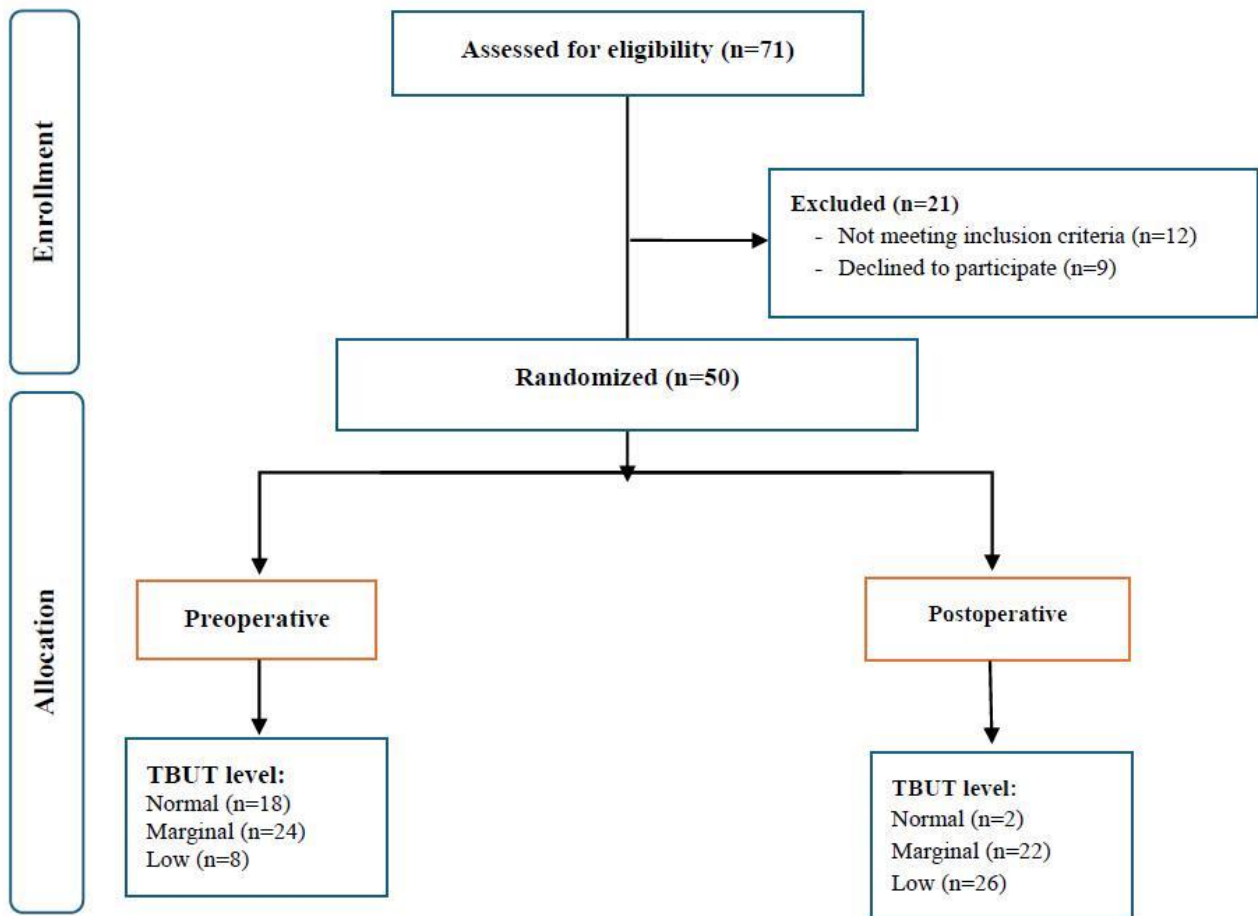 Enrollment
Assessed for eligibility (n=71)
Excluded (n=21)
- Not meeting inclusion criteria (n=12)
- Declined to participate (n=9)
Randomized (n=50)
Allocation
Preoperative
TBUT level:
Normal (n=18)
Marginal (n=24)
Low (n=8)
Postoperative
TBUT level:
Normal (n=2)
Marginal (n=22)
Low (n=26)